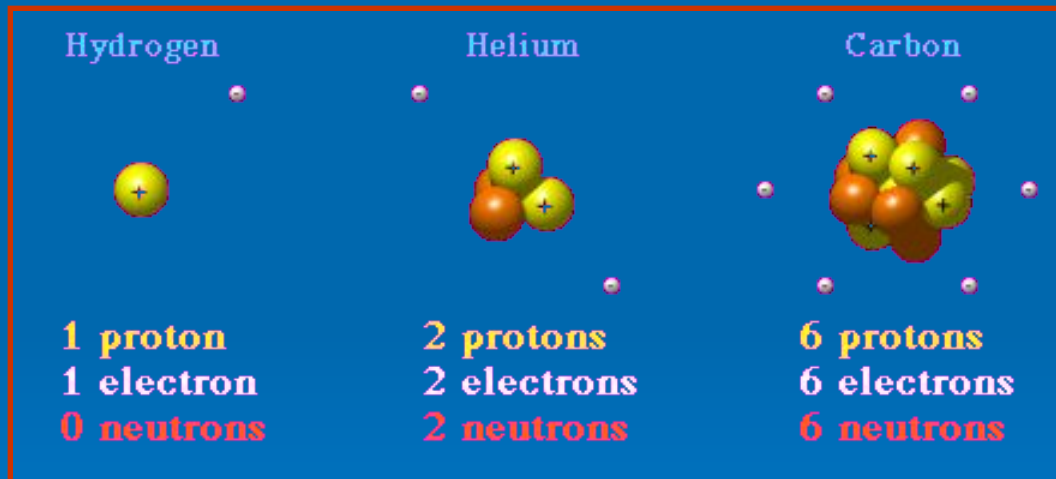 Hydrogen
Helium
Carbon
1 proton
1 electron
0 neutrons
2 protons
2 electrons
2 neutrons
6 protons
6 electrons
6 neutrons